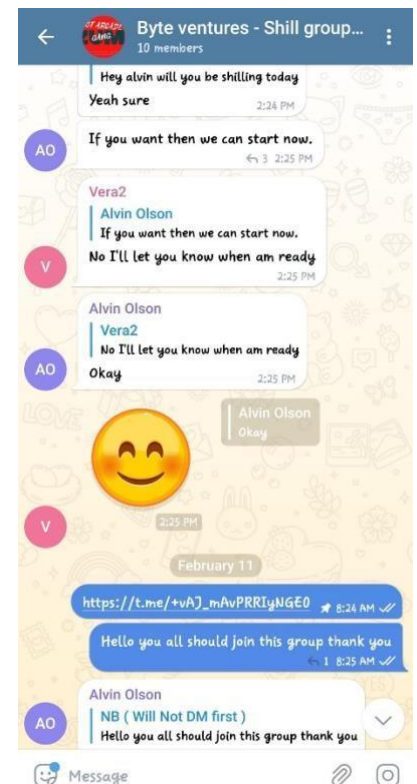 Byte ventures - Shill group...
10 members
Hey alvin will you be shilling today
Yeah sure
2:24 PM
AO
If you want then we can start now.
3 2:25 PM
Vera2
Alvin Olson
If you want then we can start now.
No I'll let you know when am ready
2:25 PM
V
Alvin Olson
Vera2
No I'll let you know when am ready
Okay
2:25 PM
AO
Alvin Olson
Okay
2:25 PM
V
February 11
https://t.me/+vAJ_mAvPRRIyNGE0
8:24 AM
Hello you all should join this group thank you
1 8:25 AM
Alvin Olson
NB ( Will Not DM first )
Hello you all should join this group thank you
AO
Message